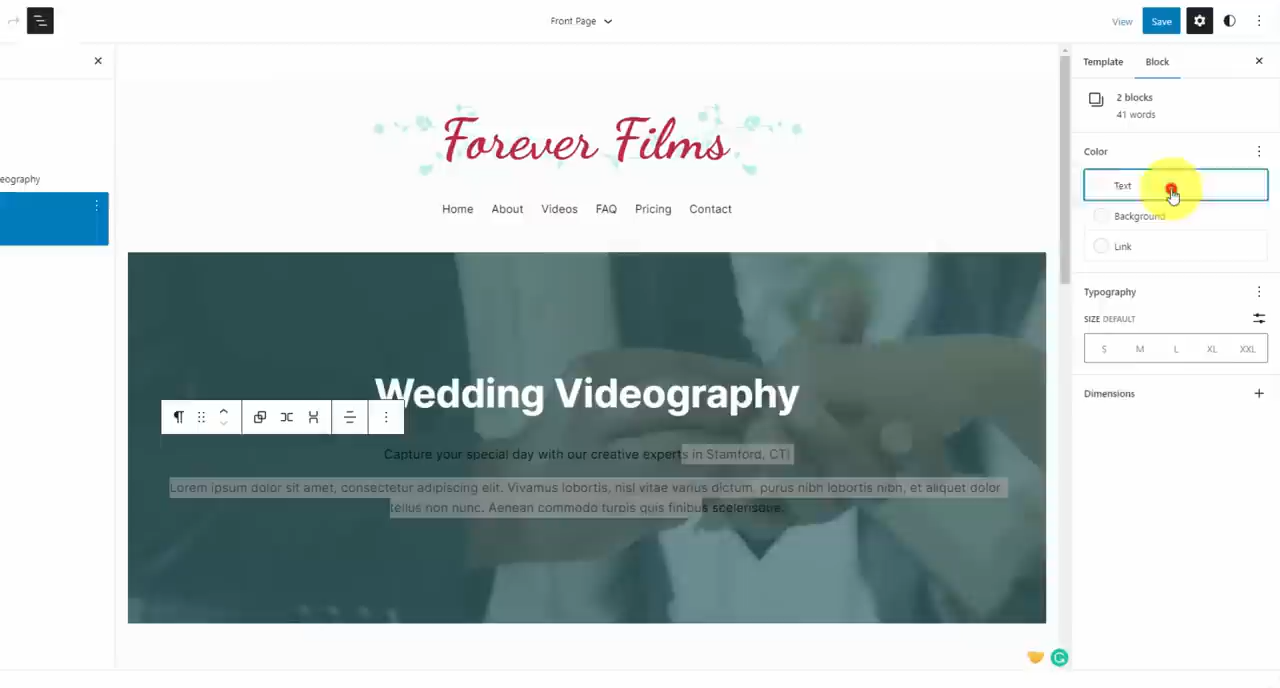 Front Page
View
Save
Template
Block
2 blocks
41 words
Color
Text
Background
Link
Typography
SIZE DEFAULT
S M L XL XXL
Dimensions
eography
Forever Films
Home About Videos FAQ Pricing Contact
Wedding Videography
Capture your special day with our creative experts in Stamford, CT!
Lorem ipsum dolor sit amet, consectetur adipiscing elit. Vivamus lobortis, nisl vitae varius dictum, purus nibh lobortis nibh, et aliquet dolor
tellus non nunc. Aenean commodo turpis quis finibus scelerisque.